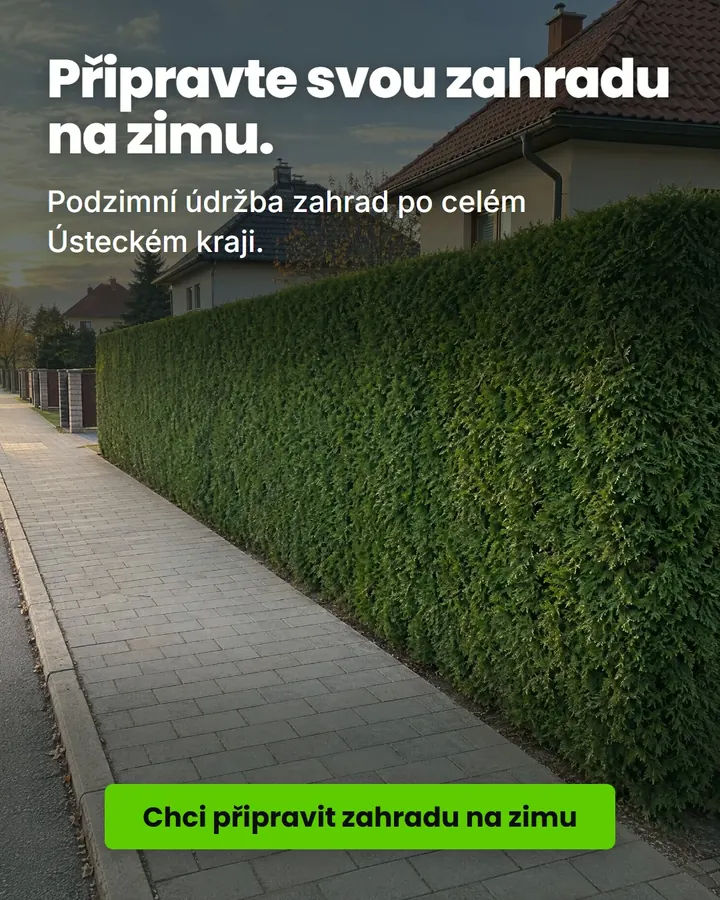 Připravte svou zahradu
na zimu.
Podzimní údržba zahrad po celém
Ústeckém kraji.
Chci připravit zahradu na zimu